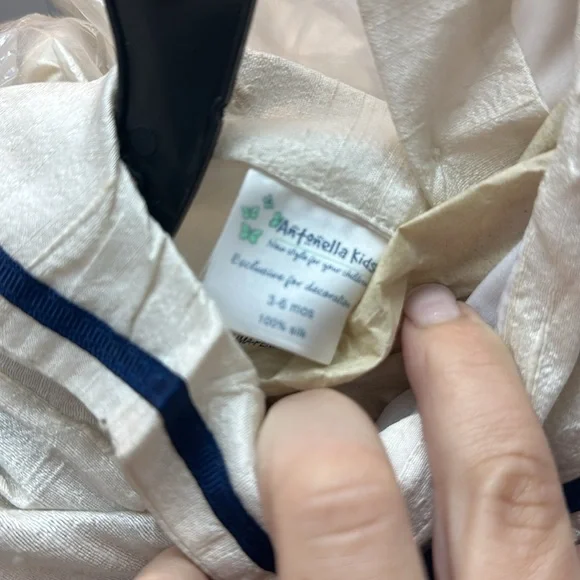 Antonella Kids
New style for your children
Exclusive for decoration
3-6 mos
100% silk